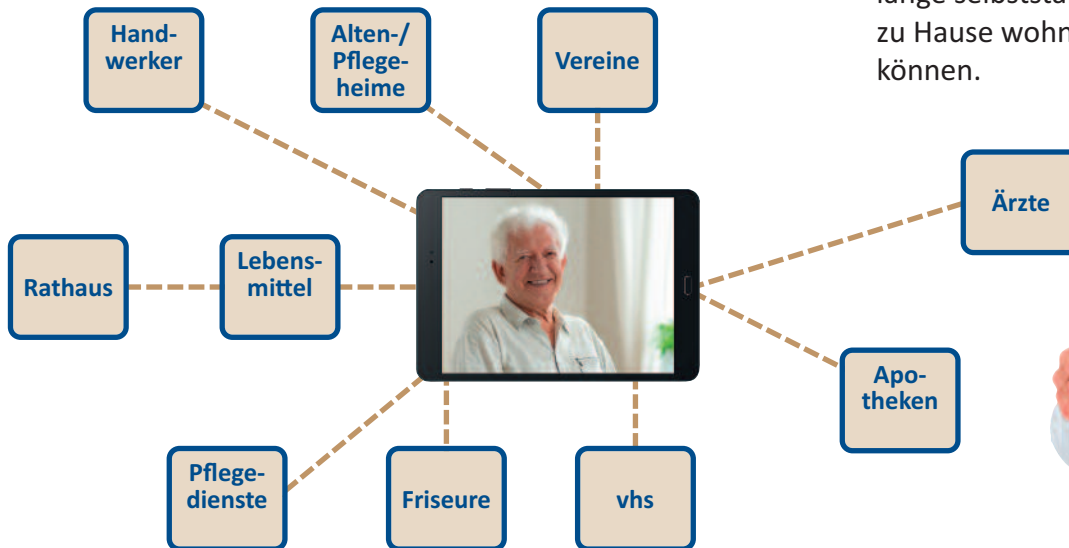 zu Hause wohn
können.
Hand-
werker
Alten-/
Pflege-
heime
Vereine
Ärzte
Rathaus
Lebens-
mittel
Apo-
theken
Pflege-
dienste
Friseure
vhs